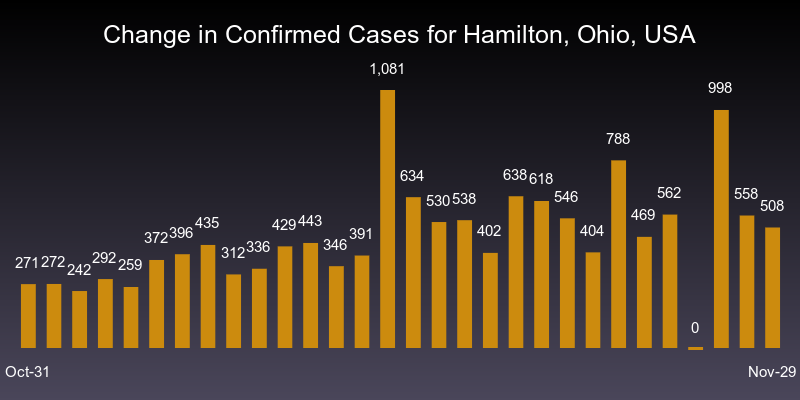 Change in Confirmed Cases for Hamilton, Ohio, USA
271 272 242 292 259 372 396 435 312 336 429 443 346 391 1,081 634 530 538 402 638 618 546 404 788 469 562 0 998 558 508
Oct-31 Nov-29